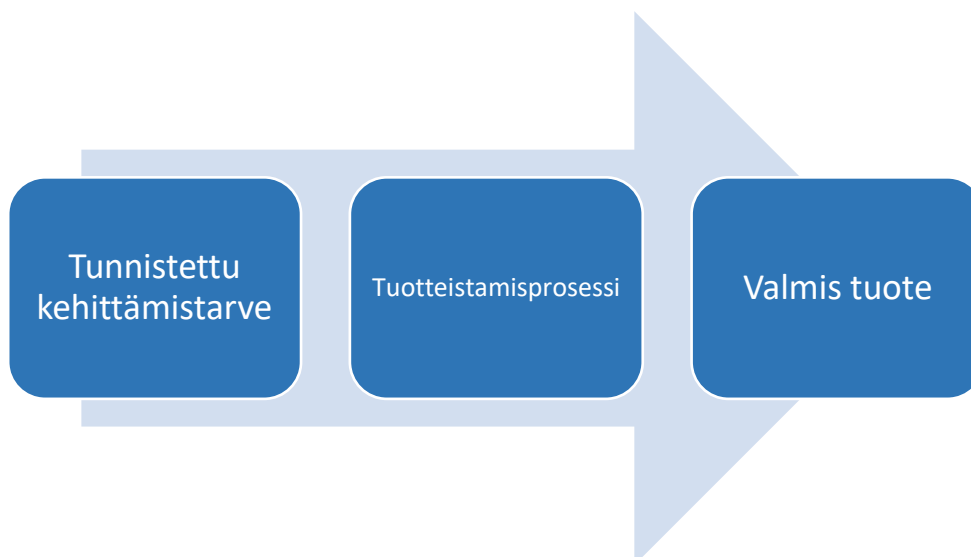 Tunnistettu
kehittämistarve
Tuotteistamisprosessi
Valmis tuote